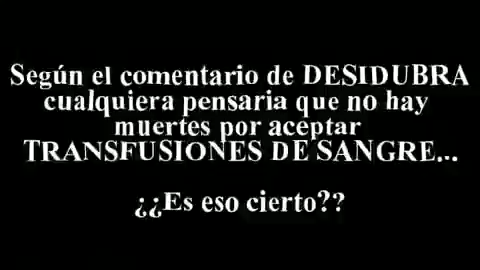 Según el comentario de DESIDUBRA
cualquiera pensaria que no hay
muertes por aceptar
TRANSFUSIONES DE SANGRE...
¿¿Es eso cierto??